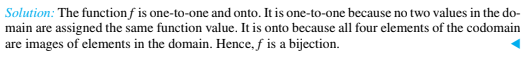 Solution: The function f is one-to-one and onto. It is one-to-one because no two values in the do-
main are assigned the same function value. It is onto because all four elements of the codomain
are images of elements in the domain. Hence, f is a bijection.